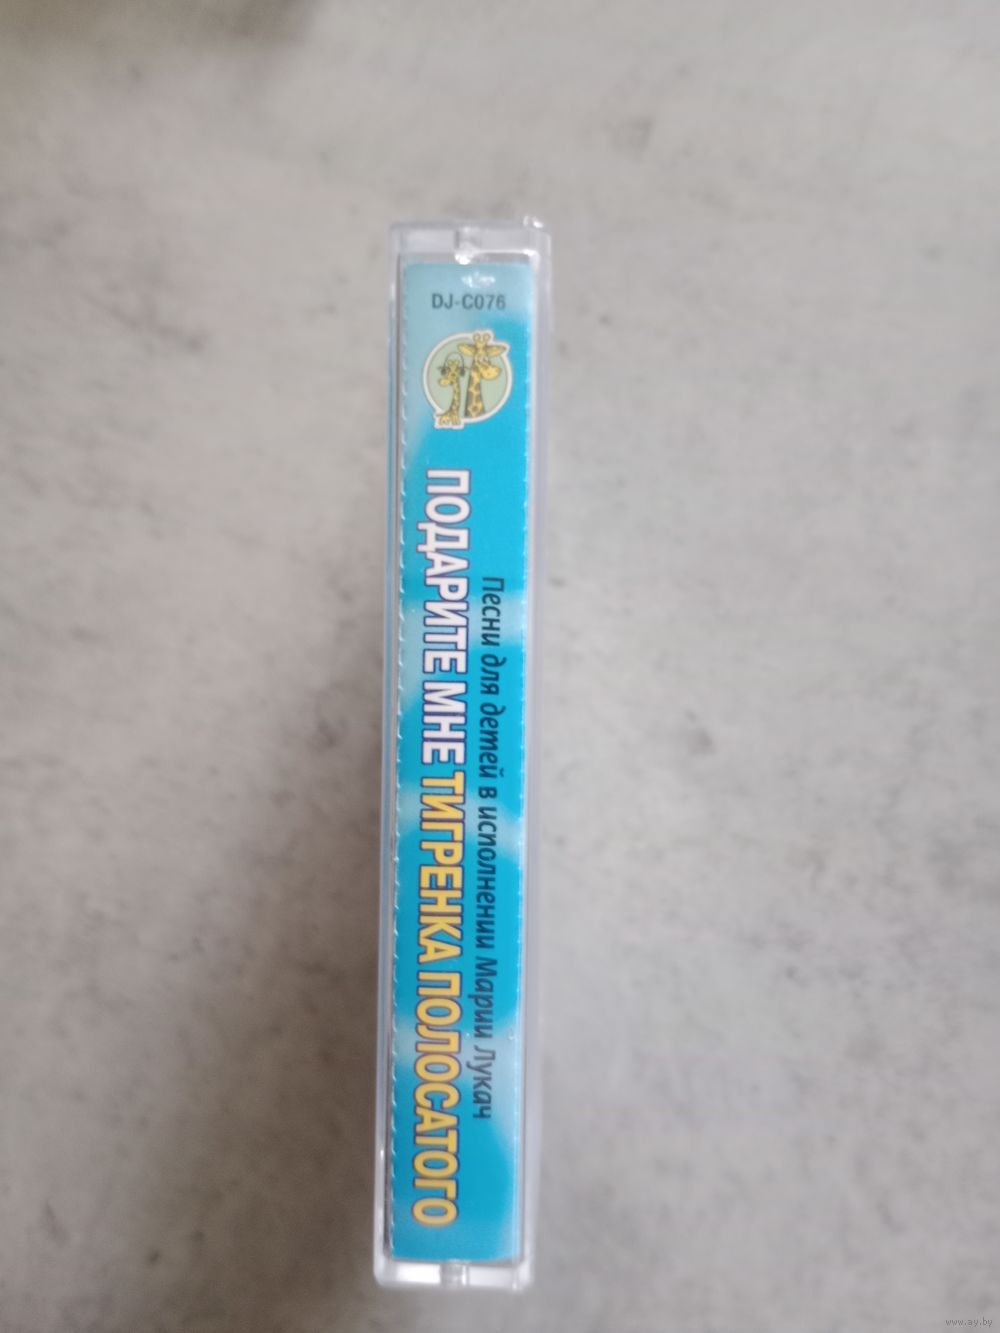 DJ-C076
Песни для детей в исполнении Марии Лукач
ПОДАРИТЕ МНЕ ТИГРЕНКА ПОЛОСАТОГО
www.ay.by